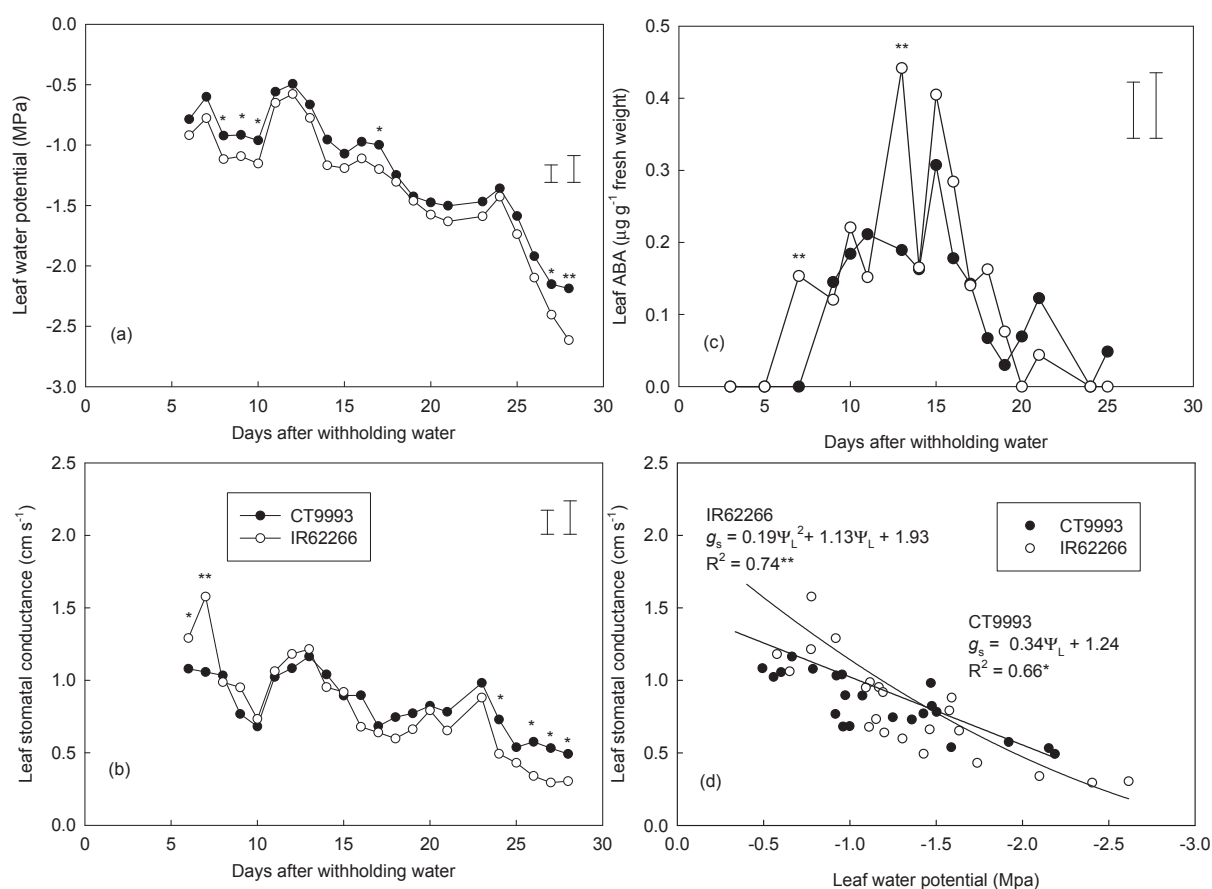 0.0
-0.5
-1.0
-1.5
-2.0
-2.5
-3.0
Leaf water potential (MPa)
* * * * * **
(a)
0 5 10 15 20 25 30
Days after withholding water
0.5
0.4
0.3
0.2
0.1
0.0
Leaf ABA (µg g⁻¹ fresh weight)
** **
(c)
0 5 10 15 20 25 30
Days after withholding water
2.5
2.0
1.5
1.0
0.5
0.0
Leaf stomatal conductance (cm s⁻¹)
CT9993
IR62266
* ** * * * *
(b)
0 5 10 15 20 25 30
Days after withholding water
2.5
2.0
1.5
1.0
0.5
0.0
Leaf stomatal conductance (cm s⁻¹)
IR62266
gₛ = 0.19Ψ_L² + 1.13Ψ_L + 1.93
R² = 0.74**
CT9993
IR62266
CT9993
gₛ = 0.34Ψ_L + 1.24
R² = 0.66*
(d)
0.0 -0.5 -1.0 -1.5 -2.0 -2.5 -3.0
Leaf water potential (Mpa)